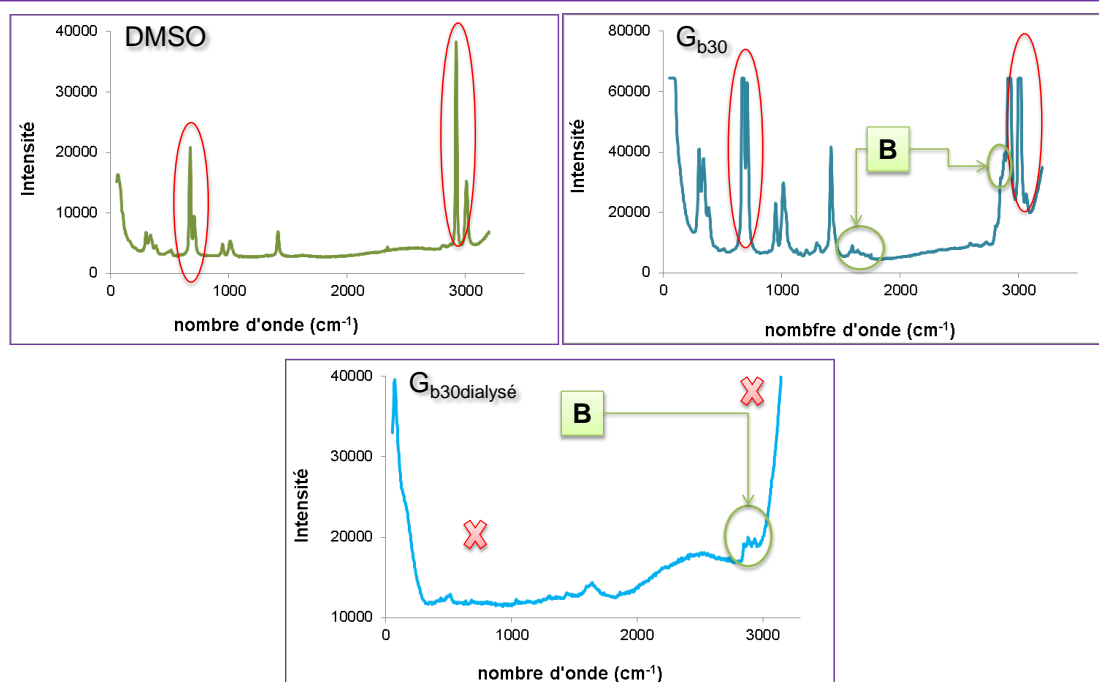 DMSO
40000
30000
20000
10000
0
Intensité
0 1000 2000 3000
nombre d'onde (cm-1)
Gb30
80000
60000
40000
20000
0
Intensité
B
0 1000 2000 3000
nombfre d'onde (cm-1)
Gb30dialysé
40000
30000
20000
10000
Intensité
B
0 1000 2000 3000
nombre d'onde (cm-1)